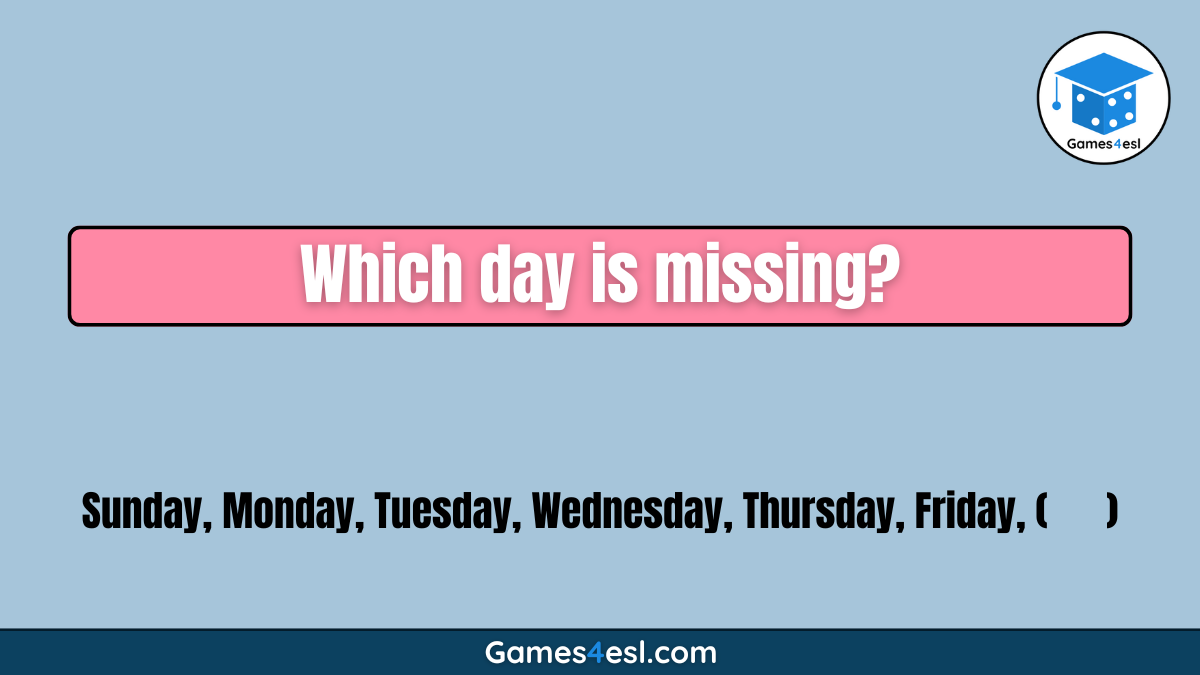 Games4esl
Which day is missing?
Sunday, Monday, Tuesday, Wednesday, Thursday, Friday, (      )
Games4esl.com